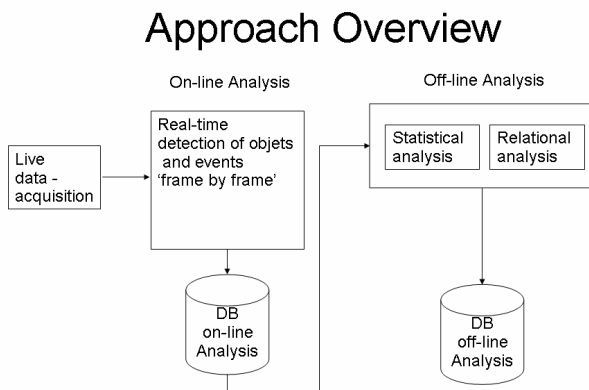 Approach Overview
On-line Analysis
Off-line Analysis
Live
data -
acquisition
Real-time
detection of objets
and events
‘frame by frame’
Statistical
analysis
Relational
analysis
DB
on-line
Analysis
DB
off-line
Analysis